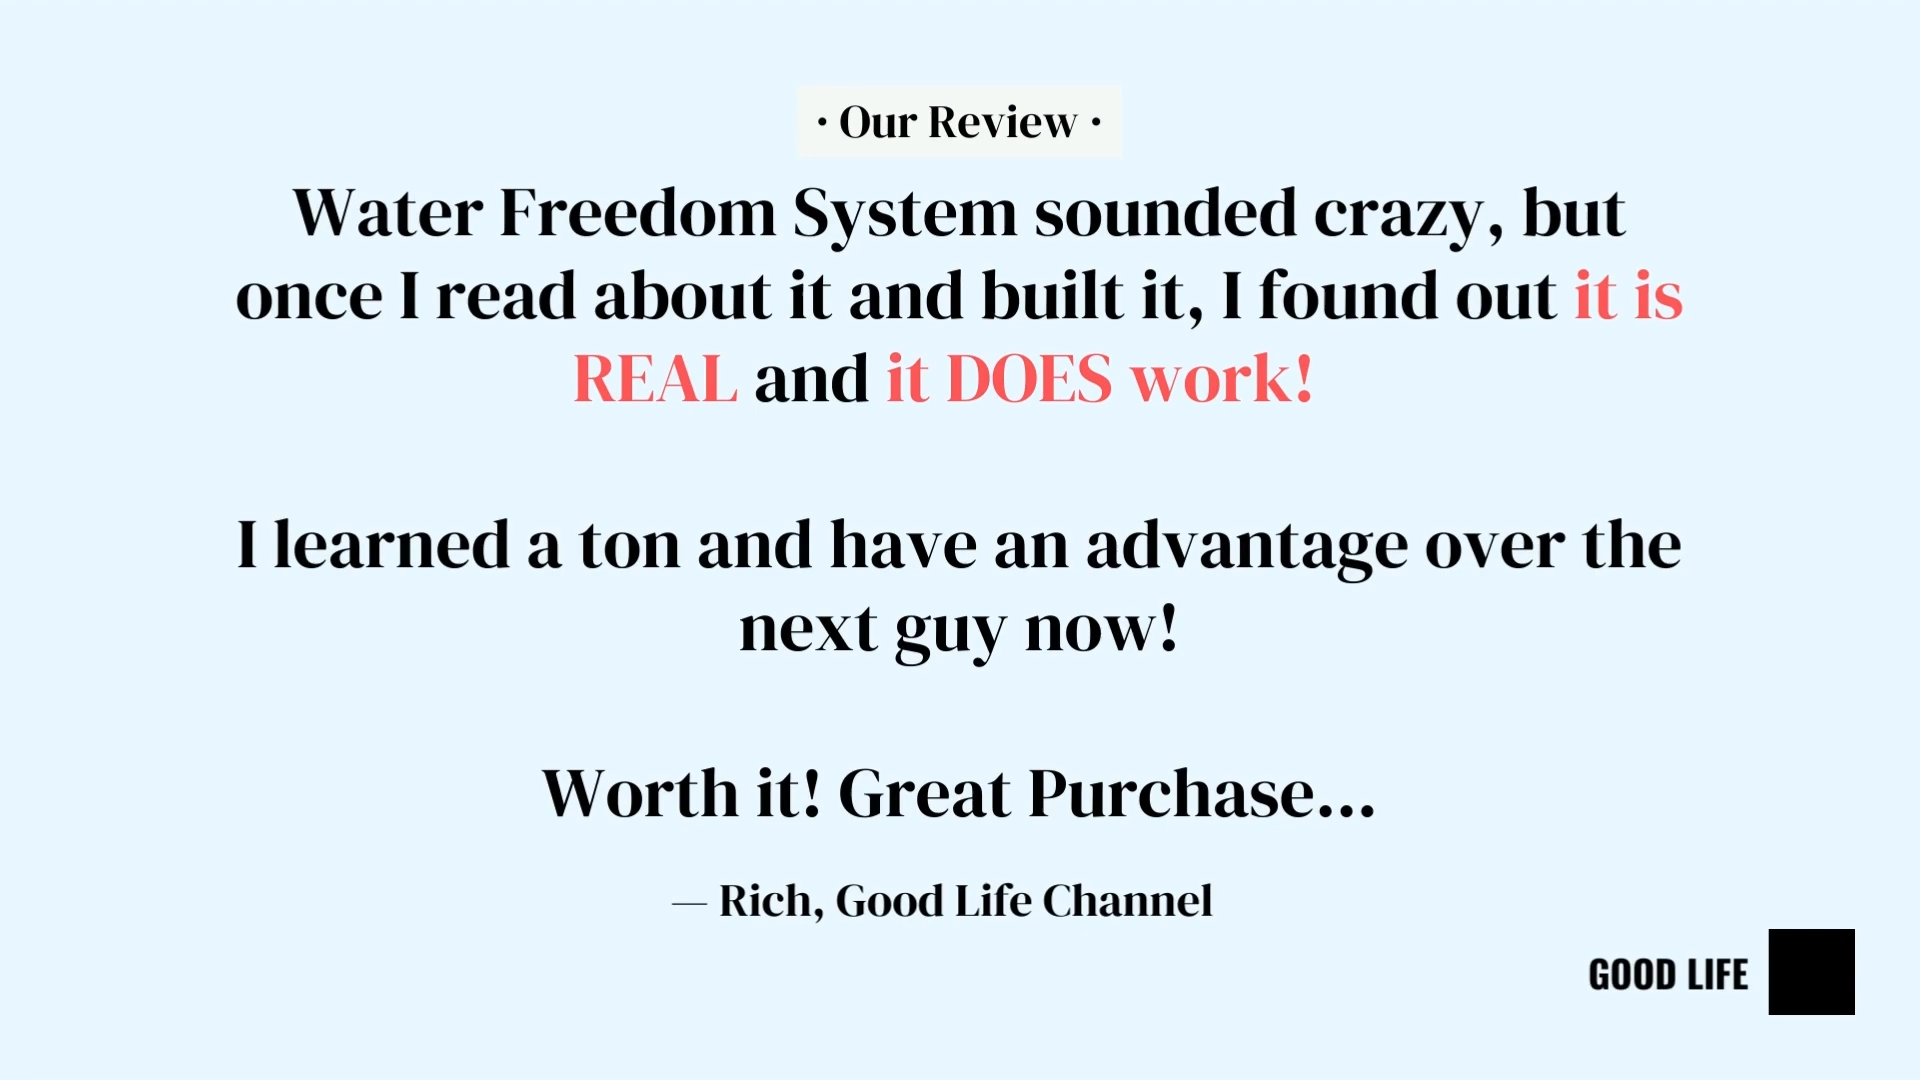 · Our Review ·
Water Freedom System sounded crazy, but
once I read about it and built it, I found out it is
REAL and it DOES work!
I learned a ton and have an advantage over the
next guy now!
Worth it! Great Purchase...
— Rich, Good Life Channel
GOOD LIFE